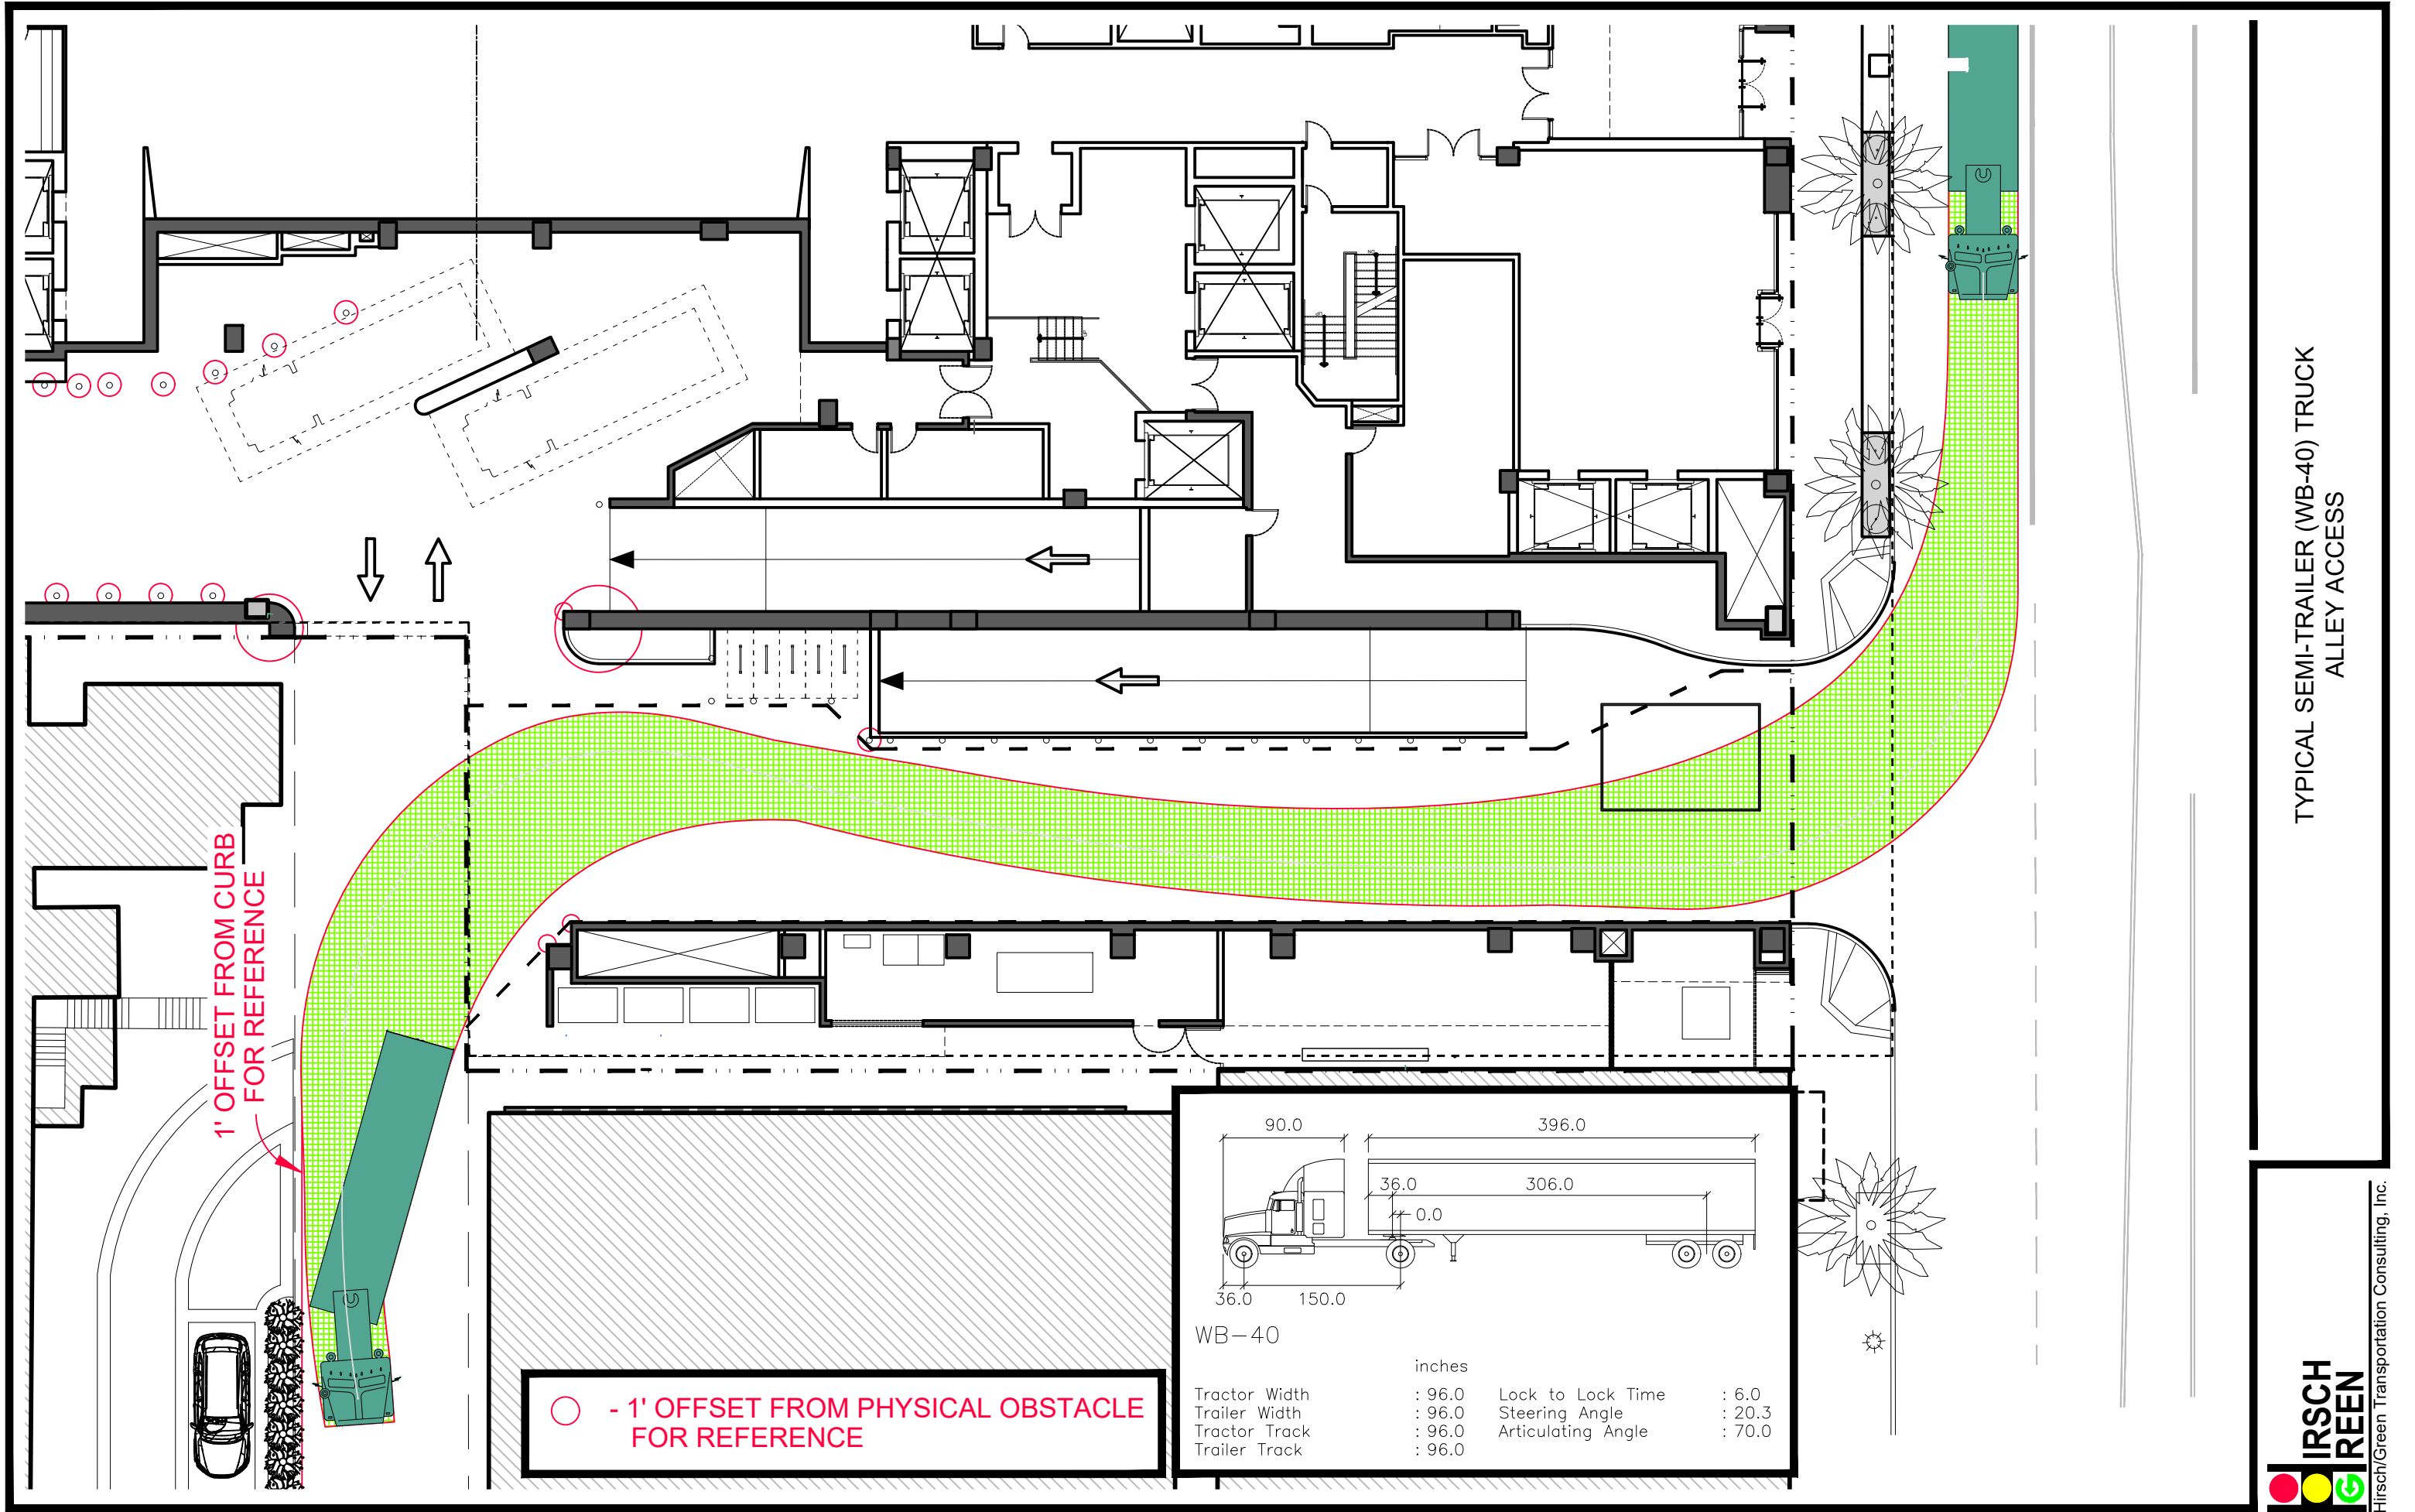 TYPICAL SEMI-TRAILER (WB-40) TRUCK
ALLEY ACCESS
1' OFFSET FROM CURB
FOR REFERENCE
- 1' OFFSET FROM PHYSICAL OBSTACLE
FOR REFERENCE
90.0
396.0
36.0
306.0
0.0
36.0
150.0
WB-40
inches
Tractor Width : 96.0 Lock to Lock Time : 6.0
Trailer Width : 96.0 Steering Angle : 20.3
Tractor Track : 96.0 Articulating Angle : 70.0
Trailer Track : 96.0
HIRSCH
GREEN
Hirsch/Green Transportation Consulting, Inc.